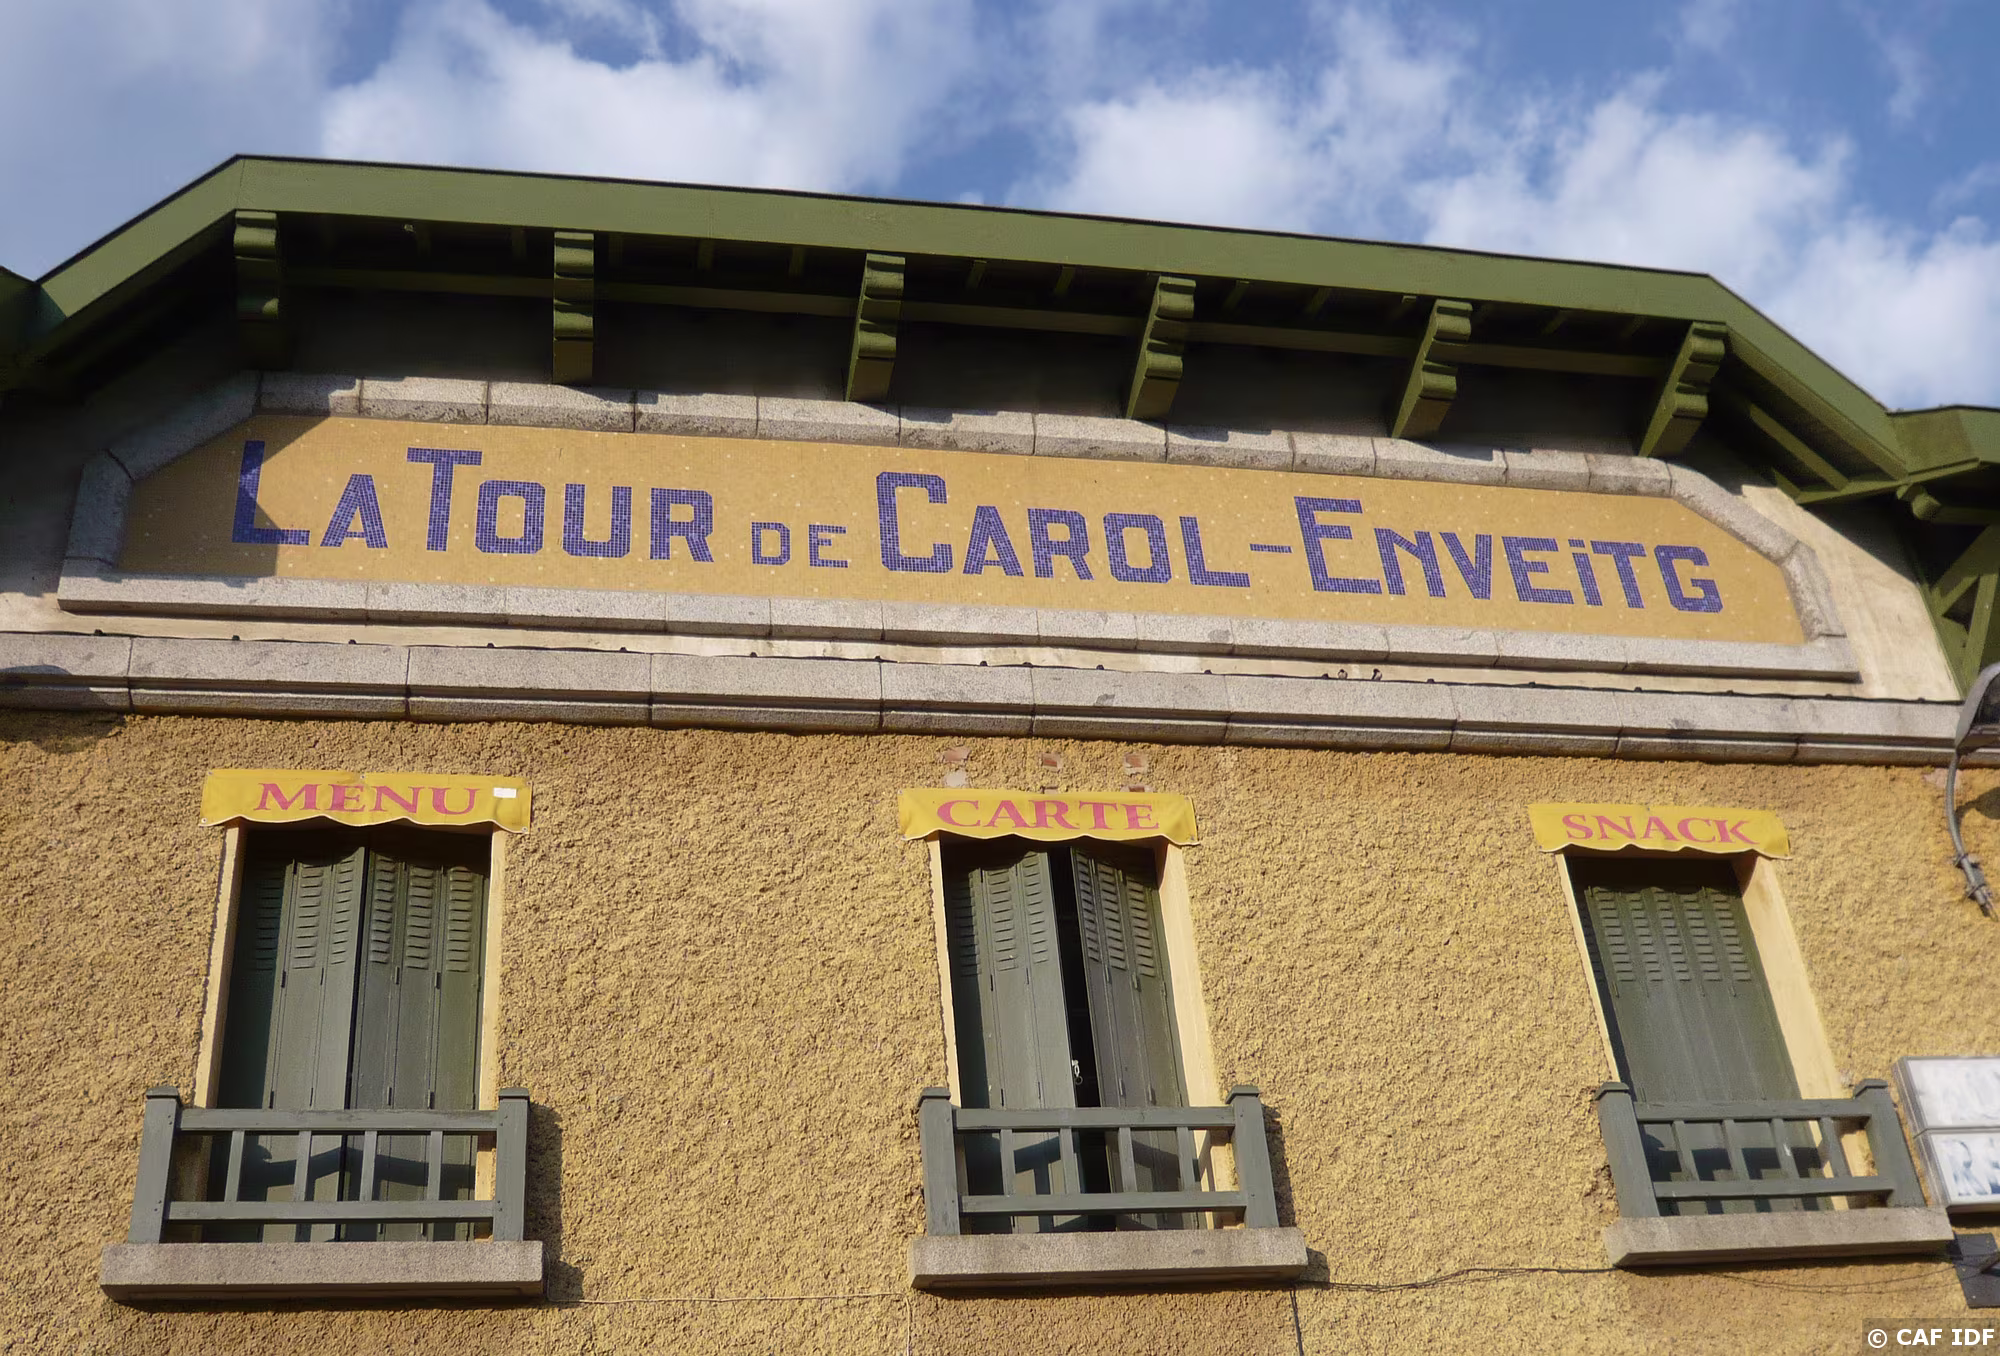 La Tour de Carol-Enveitg
MENU
CARTE
SNACK
© CAF IDF